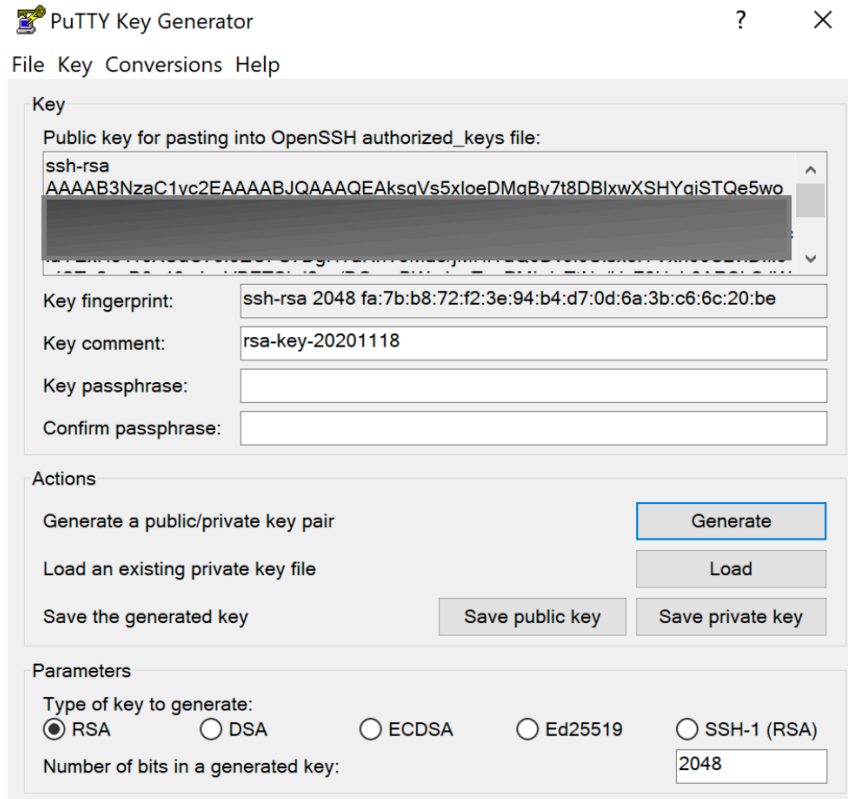 PuTTY Key Generator
? ×
File Key Conversions Help
Key
Public key for pasting into OpenSSH authorized_keys file:
ssh-rsa
Key fingerprint:
ssh-rsa 2048 fa:7b:b8:72:f2:3e:94:b4:d7:0d:6a:3b:c6:6c:20:be
Key comment:
rsa-key-20201118
Key passphrase:
Confirm passphrase:
Actions
Generate a public/private key pair
Generate
Load an existing private key file
Load
Save the generated key
Save public key
Save private key
Parameters
Type of key to generate:
RSA DSA ECDSA Ed25519 SSH-1 (RSA)
Number of bits in a generated key:
2048